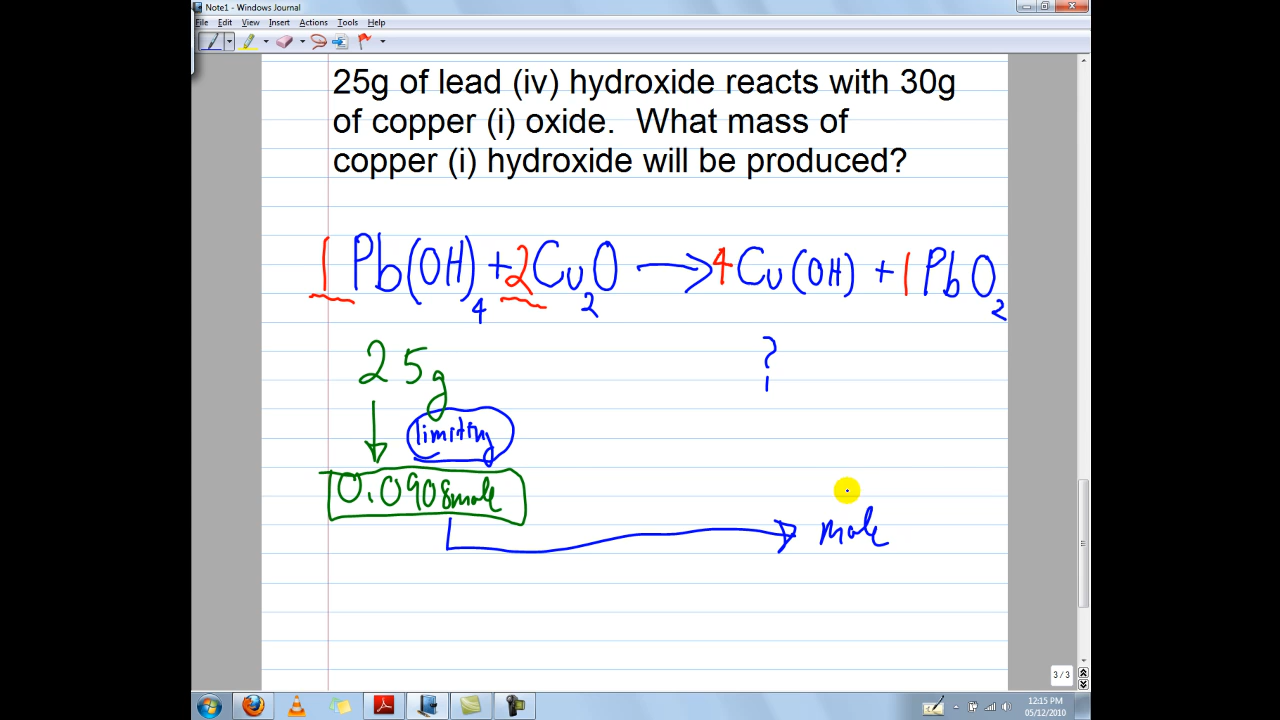 Note1 - Windows Journal
File Edit View Insert Actions Tools Help
25g of lead (iv) hydroxide reacts with 30g
of copper (i) oxide. What mass of
copper (i) hydroxide will be produced?
1 Pb(OH)4 + 2Cu2O → 4Cu(OH) + 1PbO2
25g
?
limiting
0.0908mole
mole
3 / 3
12:15 PM
05/12/2010